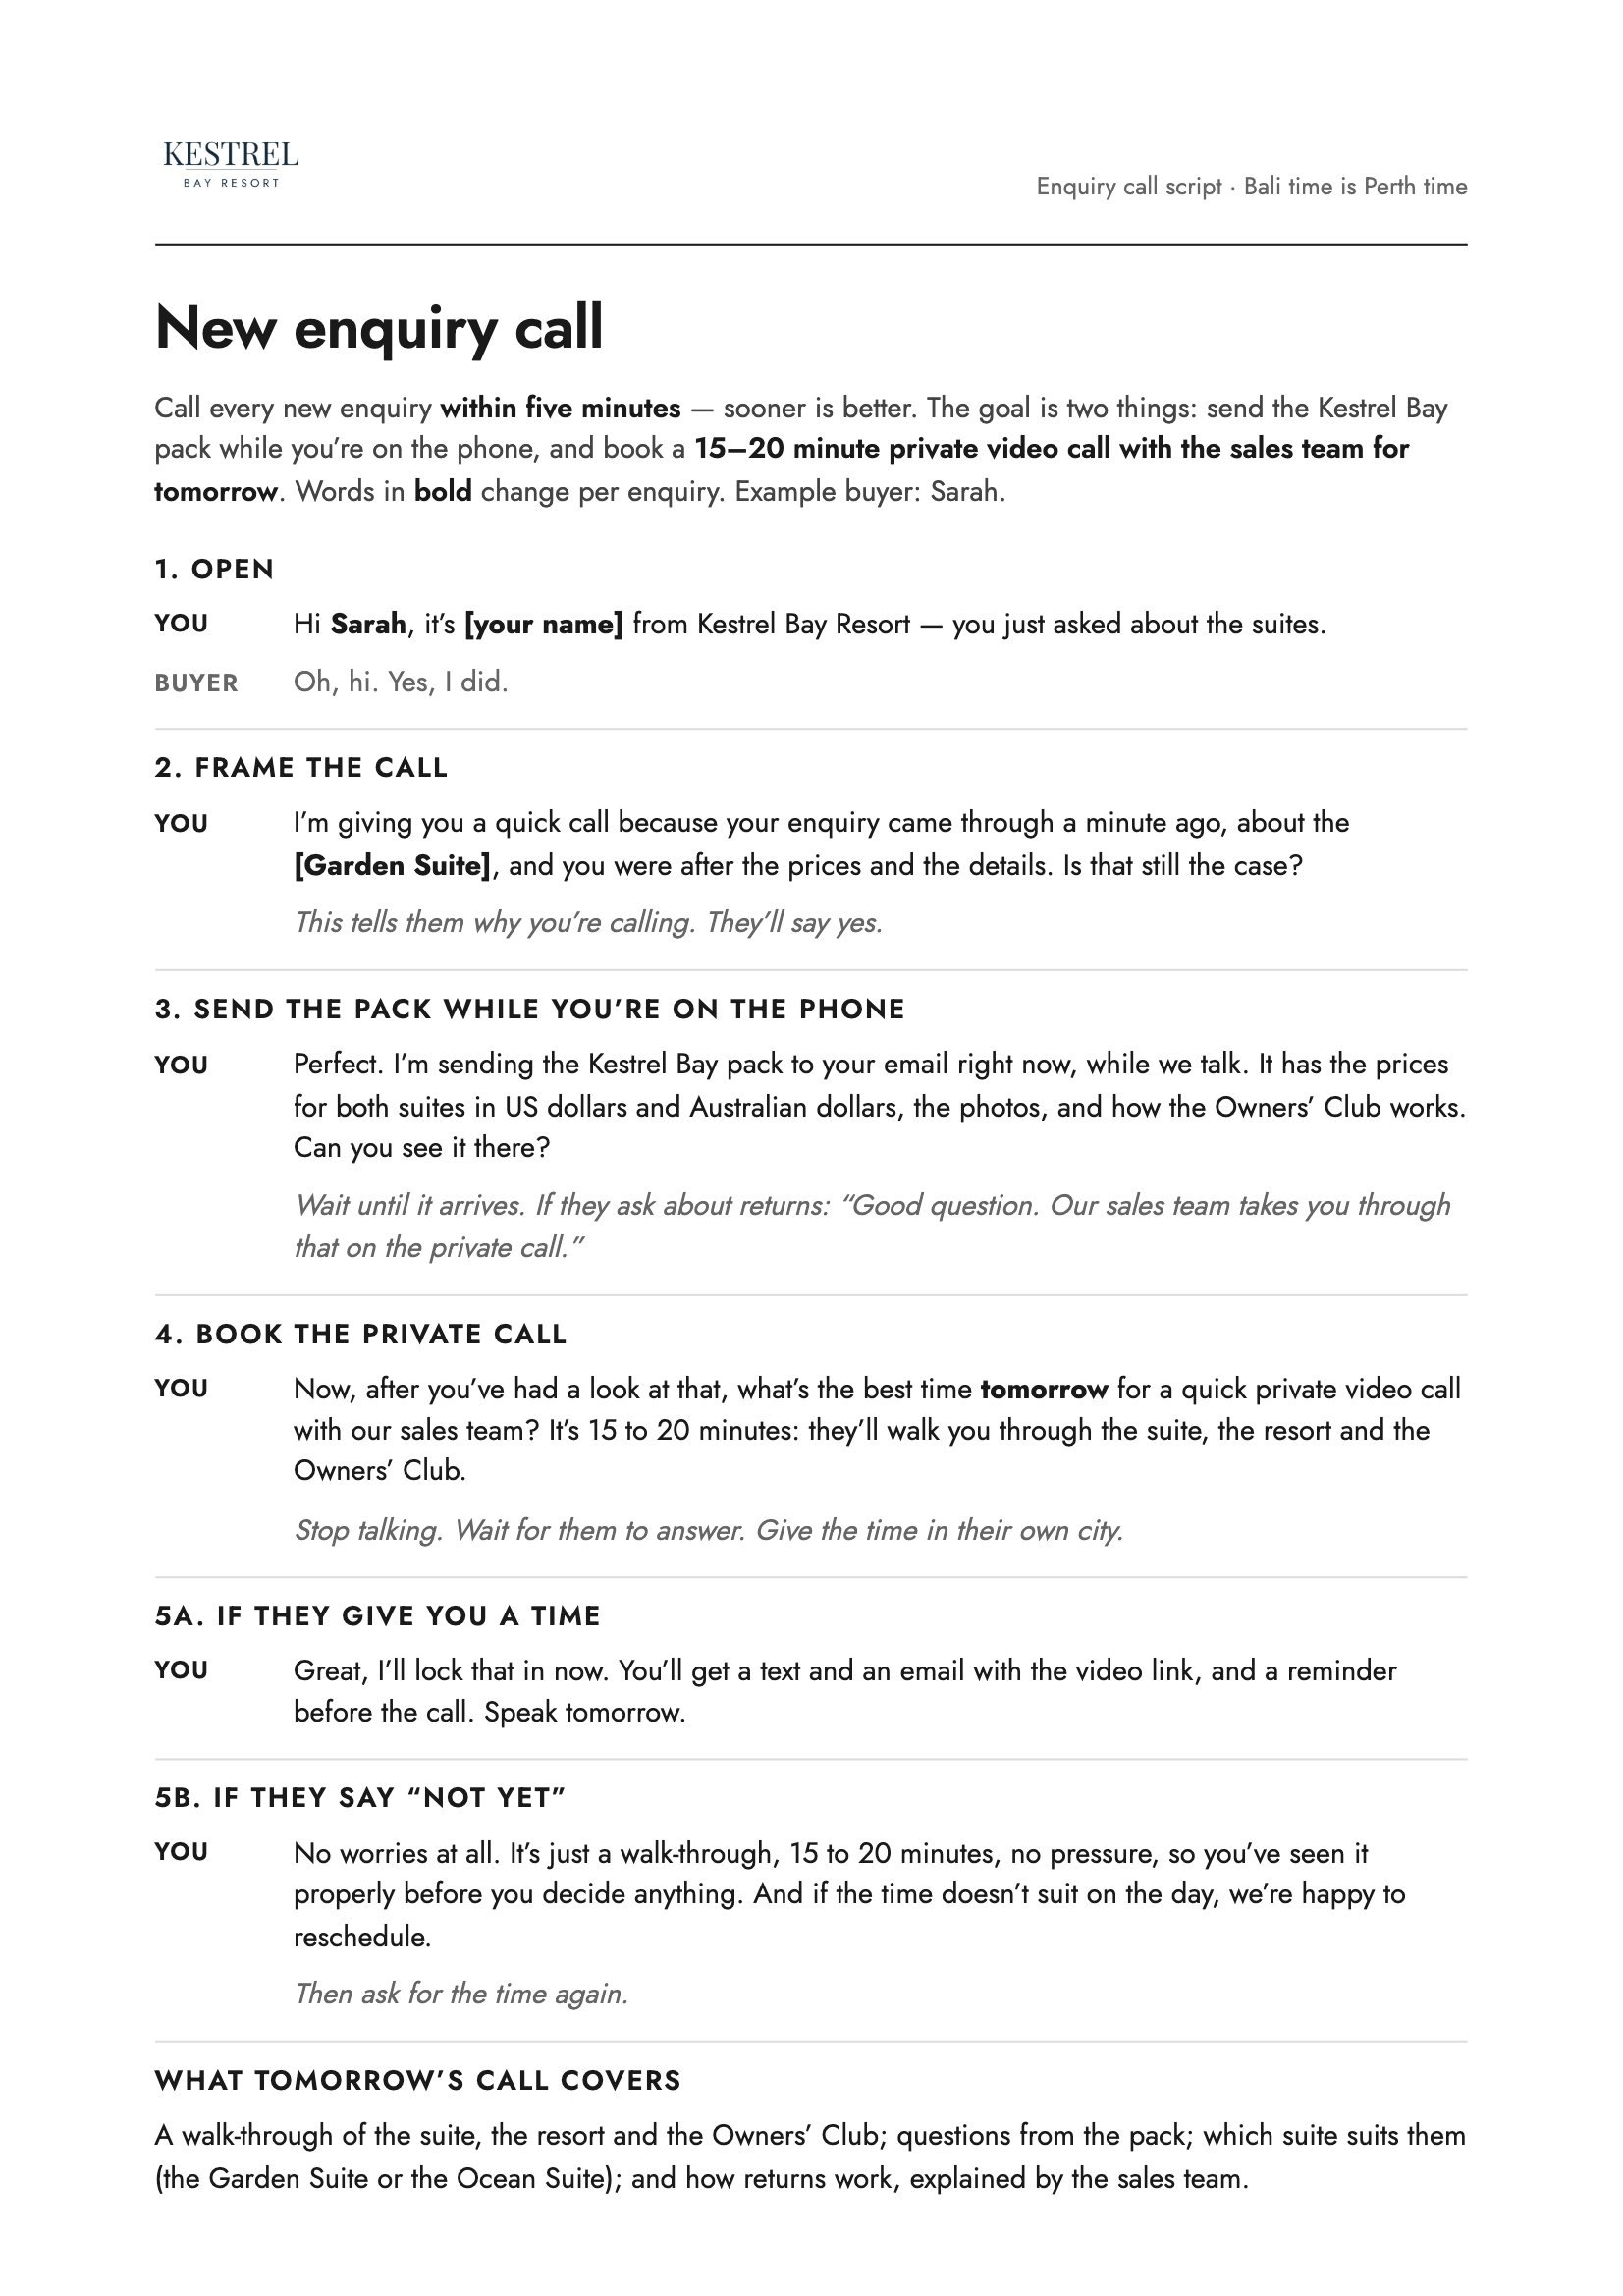 KESTREL
BAY RESORT
Enquiry call script · Bali time is Perth time
New enquiry call
Call every new enquiry within five minutes — sooner is better. The goal is two things: send the Kestrel Bay
pack while you’re on the phone, and book a 15–20 minute private video call with the sales team for
tomorrow. Words in bold change per enquiry. Example buyer: Sarah.
1. OPEN
YOU Hi Sarah, it’s [your name] from Kestrel Bay Resort — you just asked about the suites.
BUYER Oh, hi. Yes, I did.
2. FRAME THE CALL
YOU I’m giving you a quick call because your enquiry came through a minute ago, about the
[Garden Suite], and you were after the prices and the details. Is that still the case?
This tells them why you’re calling. They’ll say yes.
3. SEND THE PACK WHILE YOU’RE ON THE PHONE
YOU Perfect. I’m sending the Kestrel Bay pack to your email right now, while we talk. It has the prices
for both suites in US dollars and Australian dollars, the photos, and how the Owners’ Club works.
Can you see it there?
Wait until it arrives. If they ask about returns: “Good question. Our sales team takes you through
that on the private call.”
4. BOOK THE PRIVATE CALL
YOU Now, after you’ve had a look at that, what’s the best time tomorrow for a quick private video call
with our sales team? It’s 15 to 20 minutes: they’ll walk you through the suite, the resort and the
Owners’ Club.
Stop talking. Wait for them to answer. Give the time in their own city.
5A. IF THEY GIVE YOU A TIME
YOU Great, I’ll lock that in now. You’ll get a text and an email with the video link, and a reminder
before the call. Speak tomorrow.
5B. IF THEY SAY “NOT YET”
YOU No worries at all. It’s just a walk-through, 15 to 20 minutes, no pressure, so you’ve seen it
properly before you decide anything. And if the time doesn’t suit on the day, we’re happy to
reschedule.
Then ask for the time again.
WHAT TOMORROW’S CALL COVERS
A walk-through of the suite, the resort and the Owners’ Club; questions from the pack; which suite suits them
(the Garden Suite or the Ocean Suite); and how returns work, explained by the sales team.